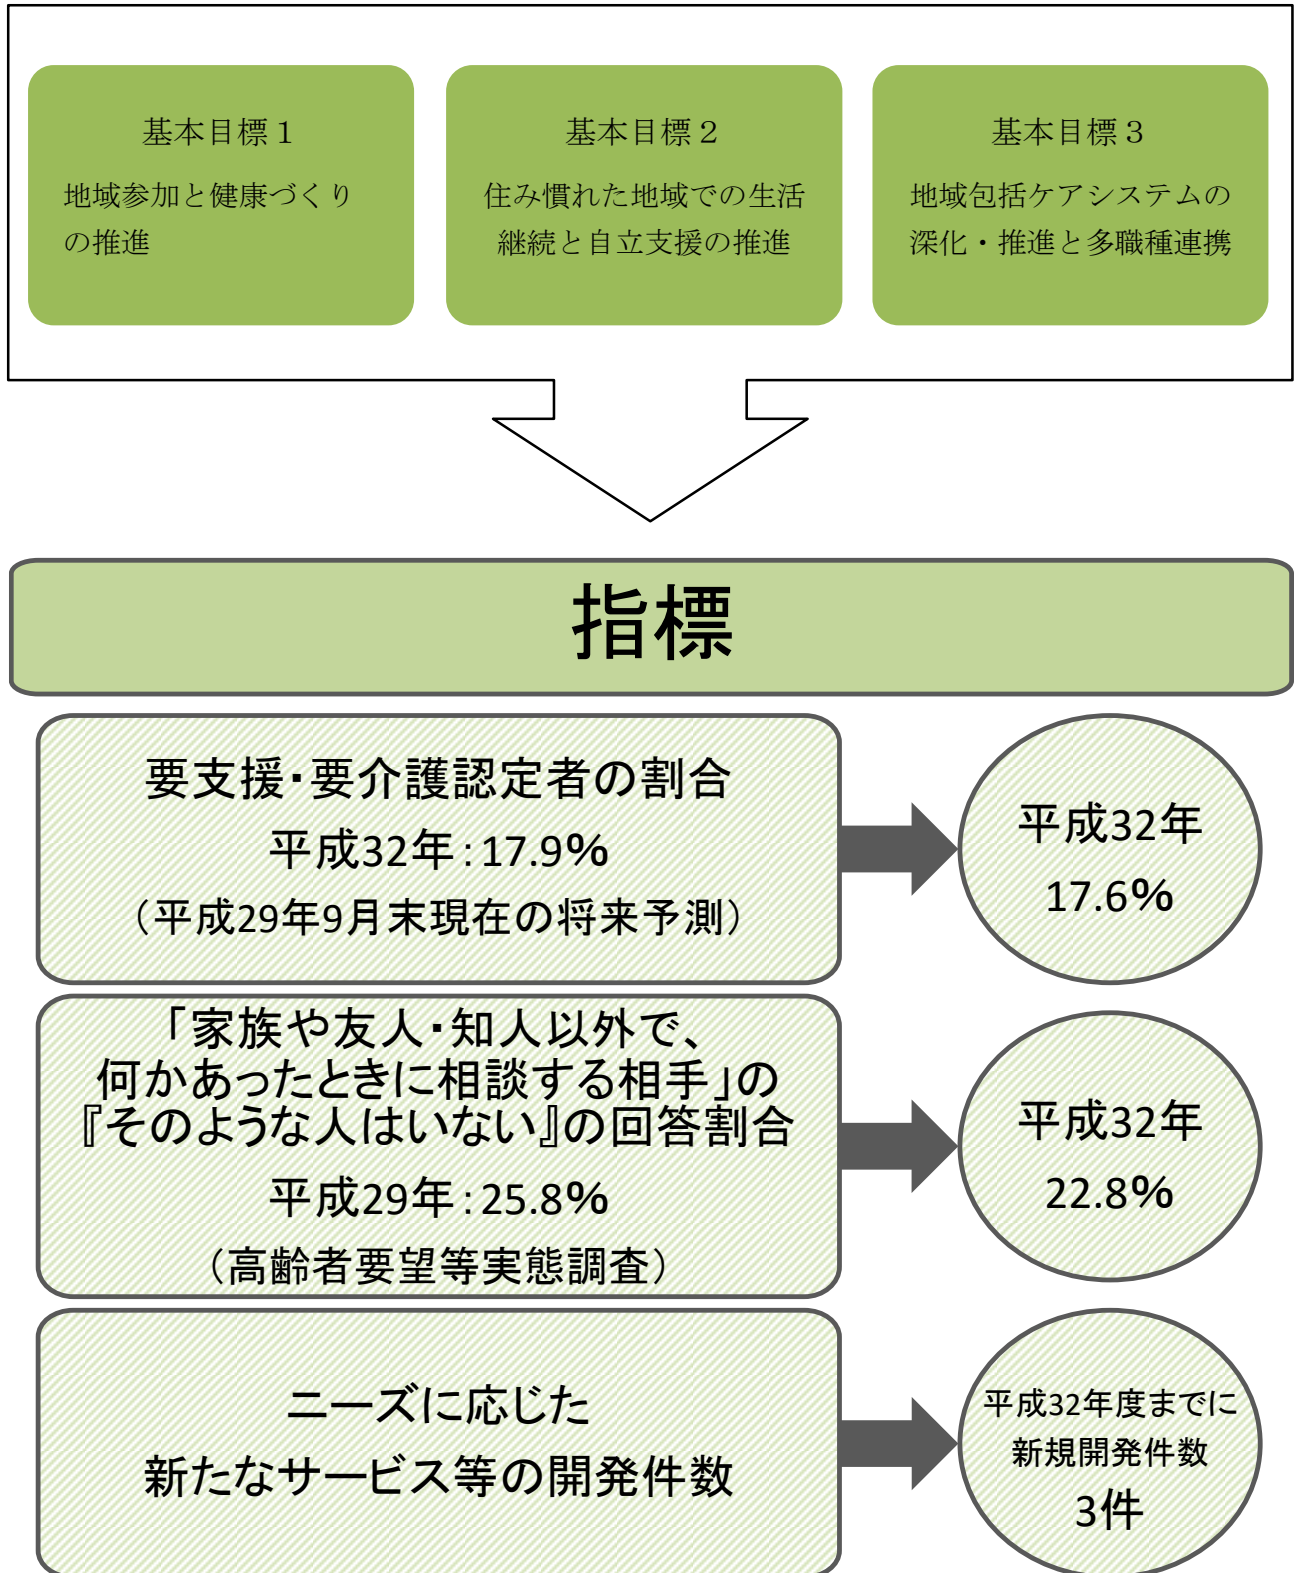 基本目標１
地域参加と健康づくり
の推進
基本目標２
住み慣れた地域での生活
継続と自立支援の推進
基本目標３
地域包括ケアシステムの
深化・推進と多職種連携
指標
要支援・要介護認定者の割合
平成32年：17.9%
（平成29年9月末現在の将来予測）
平成32年
17.6%
「家族や友人・知人以外で、
何かあったときに相談する相手」の
『そのような人はいない』の回答割合
平成29年：25.8%
（高齢者要望等実態調査）
平成32年
22.8%
ニーズに応じた
新たなサービス等の開発件数
平成32年度までに
新規開発件数
3件